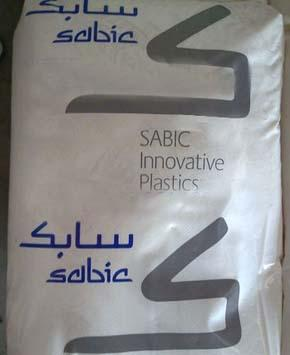 سابك
sabic
SABIC
Innovative
Plastics
سابك
sabic